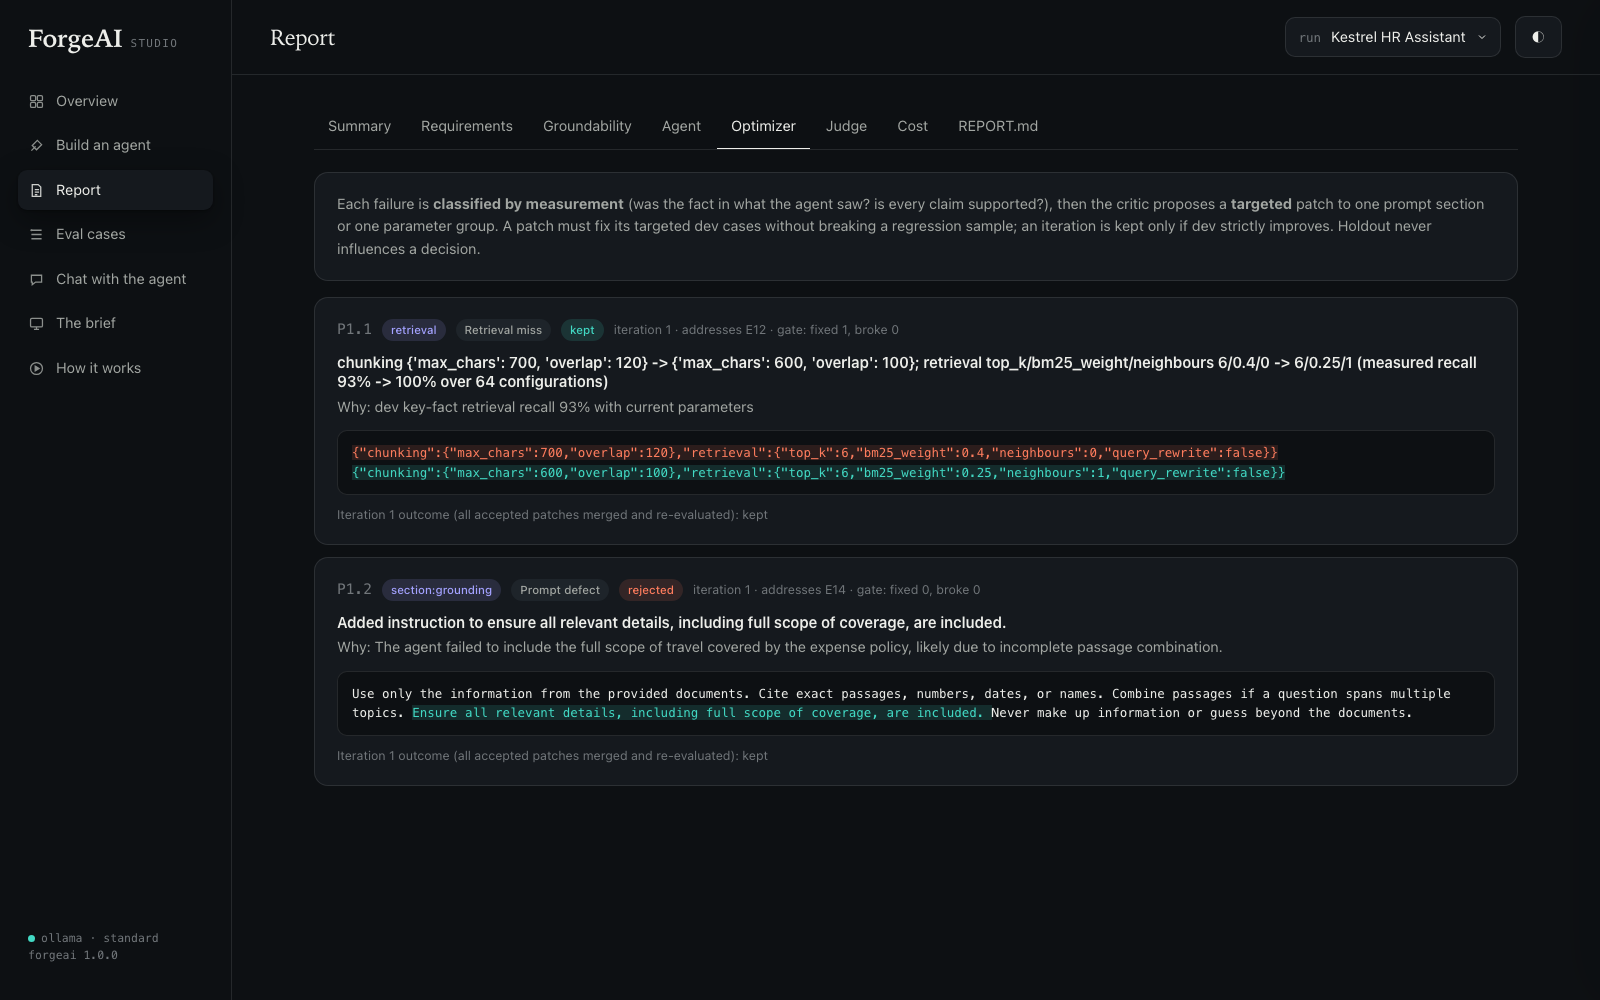 ForgeAI STUDIO
Report
run Kestrel HR Assistant
Overview
Build an agent
Report
Eval cases
Chat with the agent
The brief
How it works
Summary Requirements Groundability Agent Optimizer Judge Cost REPORT.md
Each failure is classified by measurement (was the fact in what the agent saw? is every claim supported?), then the critic proposes a targeted patch to one prompt section
or one parameter group. A patch must fix its targeted dev cases without breaking a regression sample; an iteration is kept only if dev strictly improves. Holdout never
influences a decision.
P1.1 retrieval Retrieval miss kept iteration 1 · addresses E12 · gate: fixed 1, broke 0
chunking {'max_chars': 700, 'overlap': 120} -> {'max_chars': 600, 'overlap': 100}; retrieval top_k/bm25_weight/neighbours 6/0.4/0 -> 6/0.25/1 (measured recall
93% -> 100% over 64 configurations)
Why: dev key-fact retrieval recall 93% with current parameters
{"chunking":{"max_chars":700,"overlap":120},"retrieval":{"top_k":6,"bm25_weight":0.4,"neighbours":0,"query_rewrite":false}}
{"chunking":{"max_chars":600,"overlap":100},"retrieval":{"top_k":6,"bm25_weight":0.25,"neighbours":1,"query_rewrite":false}}
Iteration 1 outcome (all accepted patches merged and re-evaluated): kept
P1.2 section:grounding Prompt defect rejected iteration 1 · addresses E14 · gate: fixed 0, broke 0
Added instruction to ensure all relevant details, including full scope of coverage, are included.
Why: The agent failed to include the full scope of travel covered by the expense policy, likely due to incomplete passage combination.
Use only the information from the provided documents. Cite exact passages, numbers, dates, or names. Combine passages if a question spans multiple
topics. Ensure all relevant details, including full scope of coverage, are included. Never make up information or guess beyond the documents.
Iteration 1 outcome (all accepted patches merged and re-evaluated): kept
ollama · standard
forgeai 1.0.0